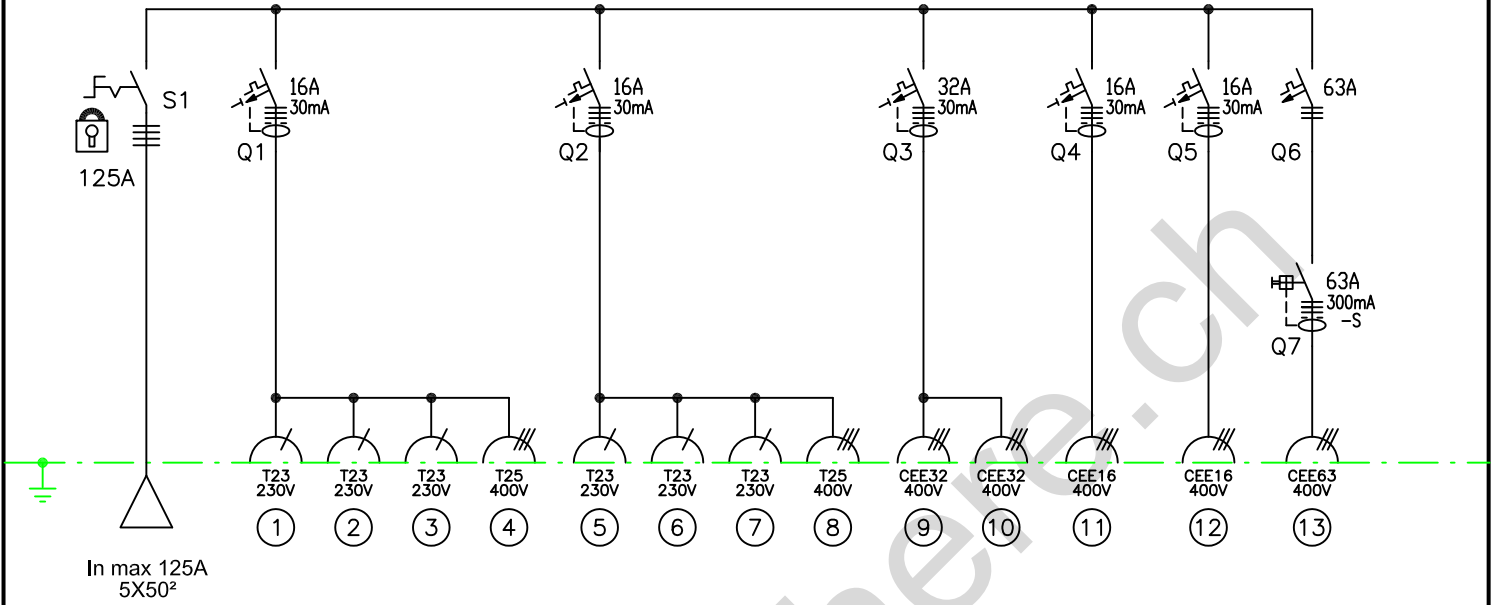 S1
125A
16A
30mA
Q1
16A
30mA
Q2
32A
30mA
Q3
16A
30mA
Q4
16A
30mA
Q5
63A
Q6
63A
300mA
-S
Q7
T23
230V
1
T23
230V
2
T23
230V
3
T25
400V
4
T23
230V
5
T23
230V
6
T23
230V
7
T25
400V
8
CEE32
400V
9
CEE32
400V
10
CEE16
400V
11
CEE16
400V
12
CEE63
400V
13
In max 125A
5X50²
here.ch